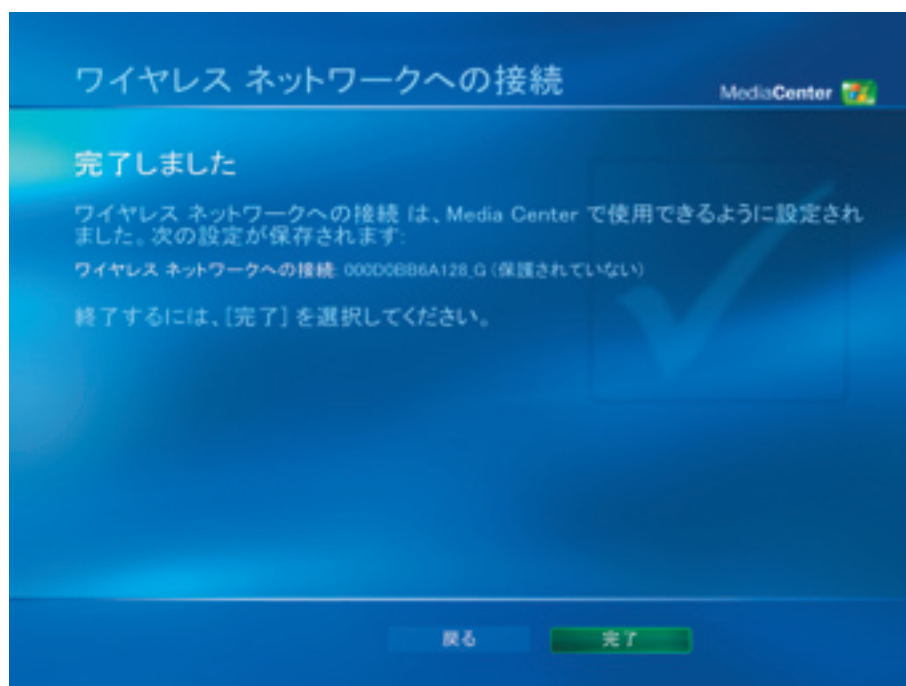 ワイヤレス ネットワークへの接続
MediaCenter
完了しました
ワイヤレス ネットワークへの接続 は、Media Center で使用できるように設定され
ました。次の設定が保存されます:
ワイヤレス ネットワークへの接続: 000D0BB6A128_G (保護されていない)
終了するには、[完了] を選択してください。
戻る
完了